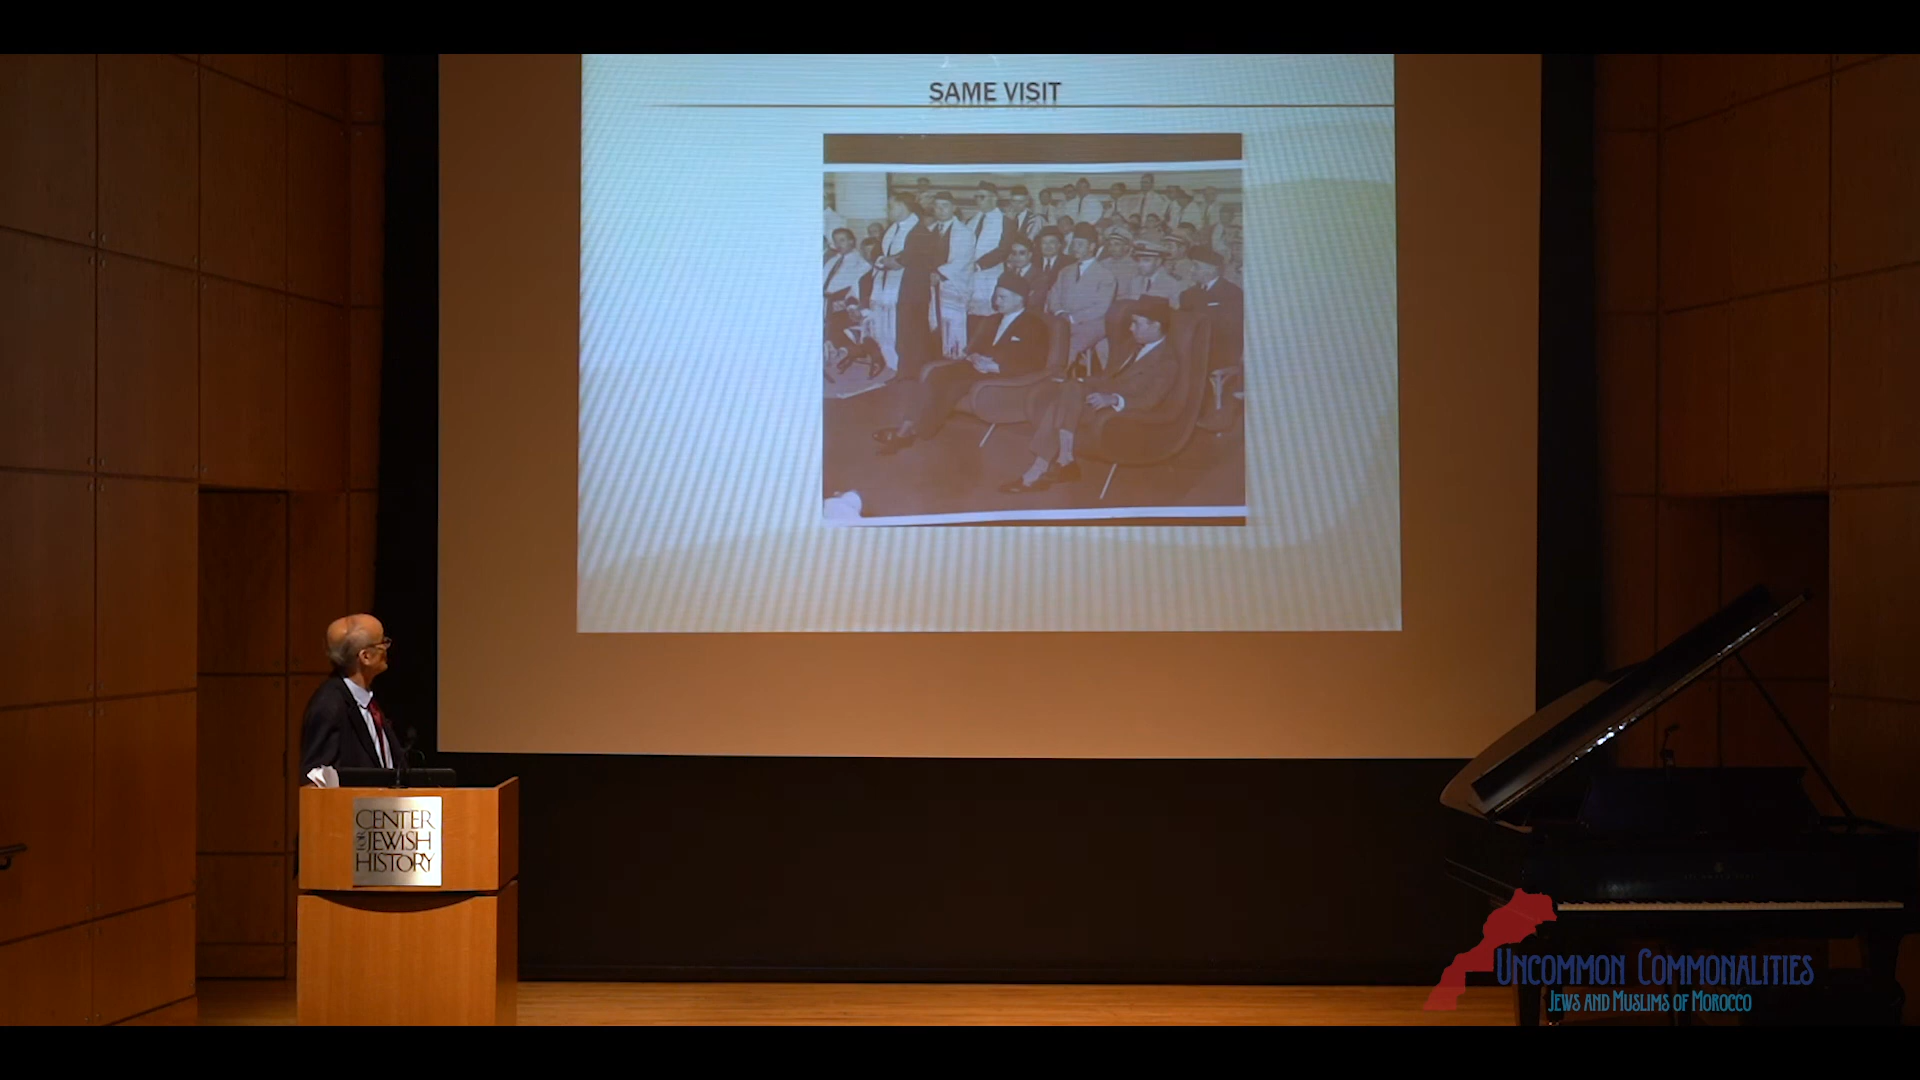 SAME VISIT
CENTER
FOR JEWISH
HISTORY
UNCOMMON COMMONALITIES
JEWS AND MUSLIMS OF MOROCCO